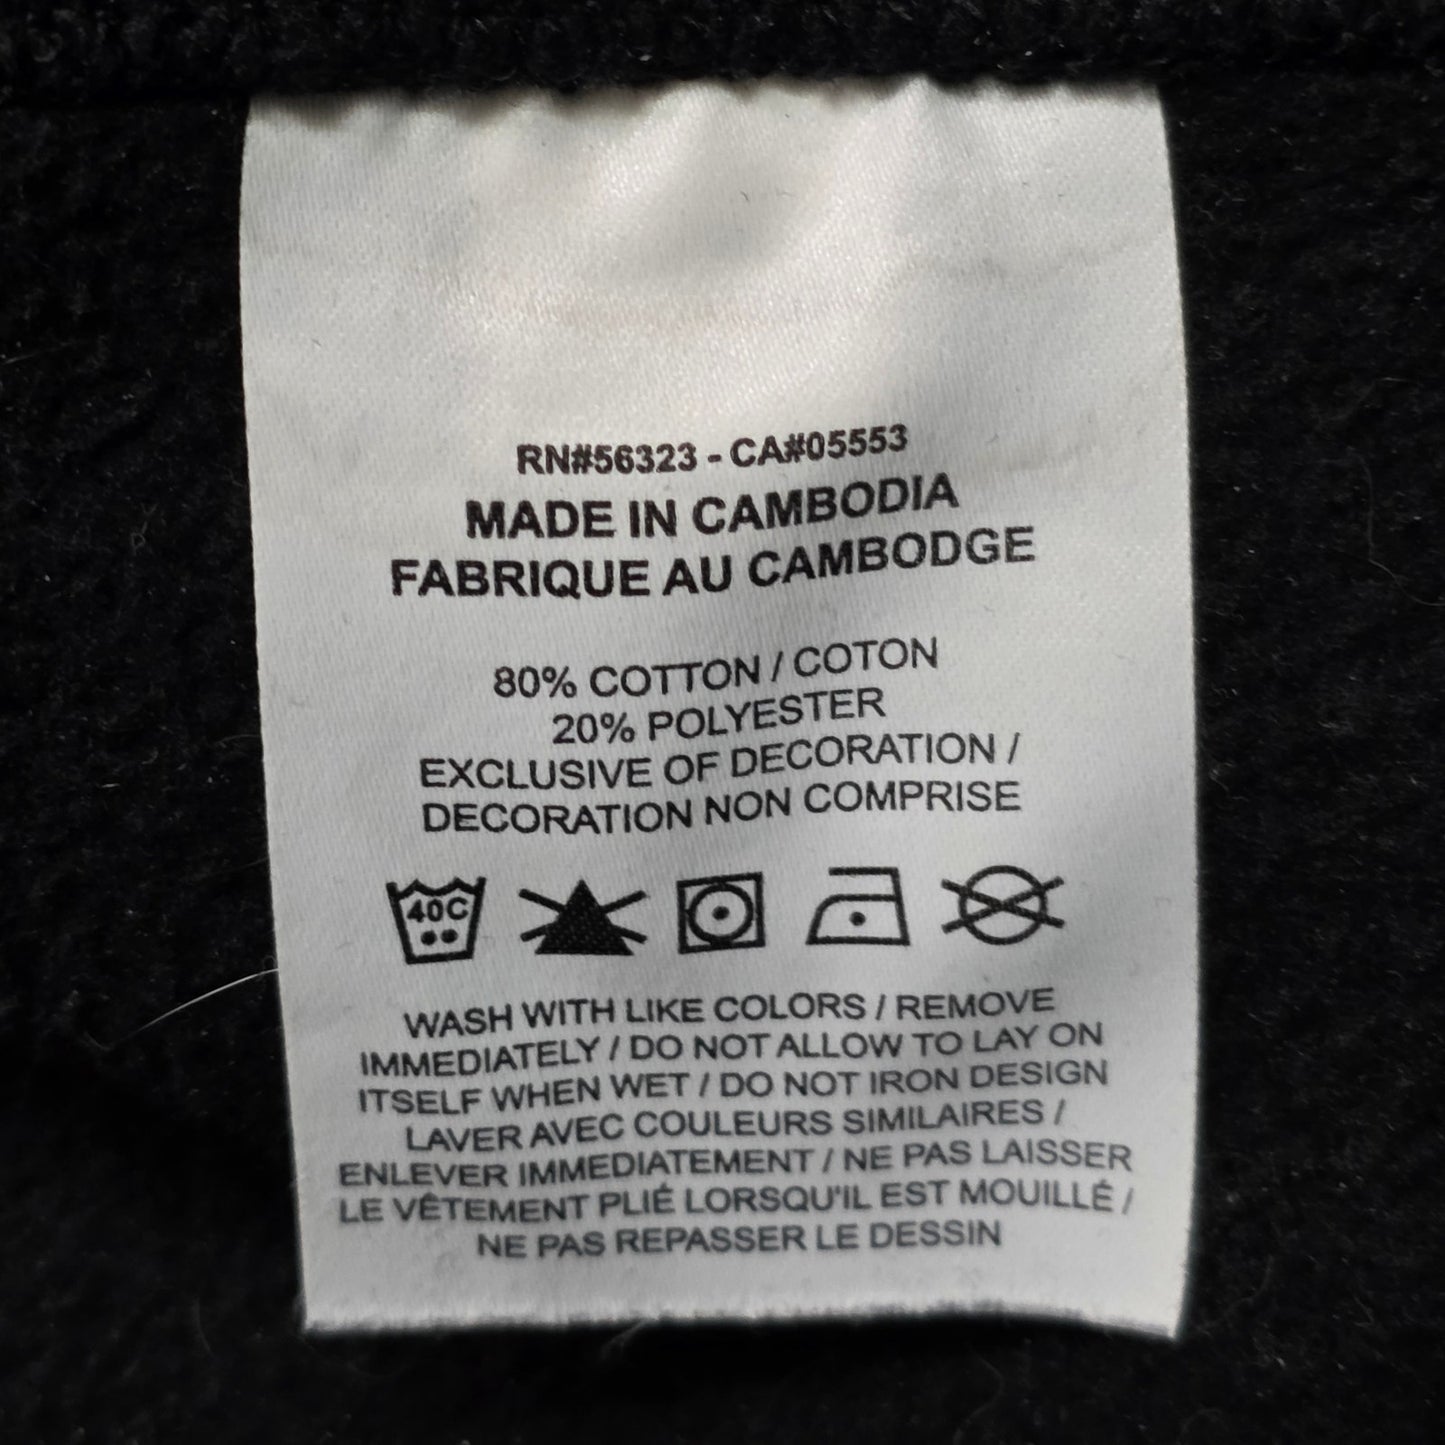 RN#56323 - CA#05553
MADE IN CAMBODIA
FABRIQUE AU CAMBODGE
80% COTTON / COTON
20% POLYESTER
EXCLUSIVE OF DECORATION /
DECORATION NON COMPRISE
40C
WASH WITH LIKE COLORS / REMOVE
IMMEDIATELY / DO NOT ALLOW TO LAY ON
ITSELF WHEN WET / DO NOT IRON DESIGN
LAVER AVEC COULEURS SIMILAIRES /
ENLEVER IMMEDIATEMENT / NE PAS LAISSER
LE VÊTEMENT PLIÉ LORSQU'IL EST MOUILLÉ /
NE PAS REPASSER LE DESSIN